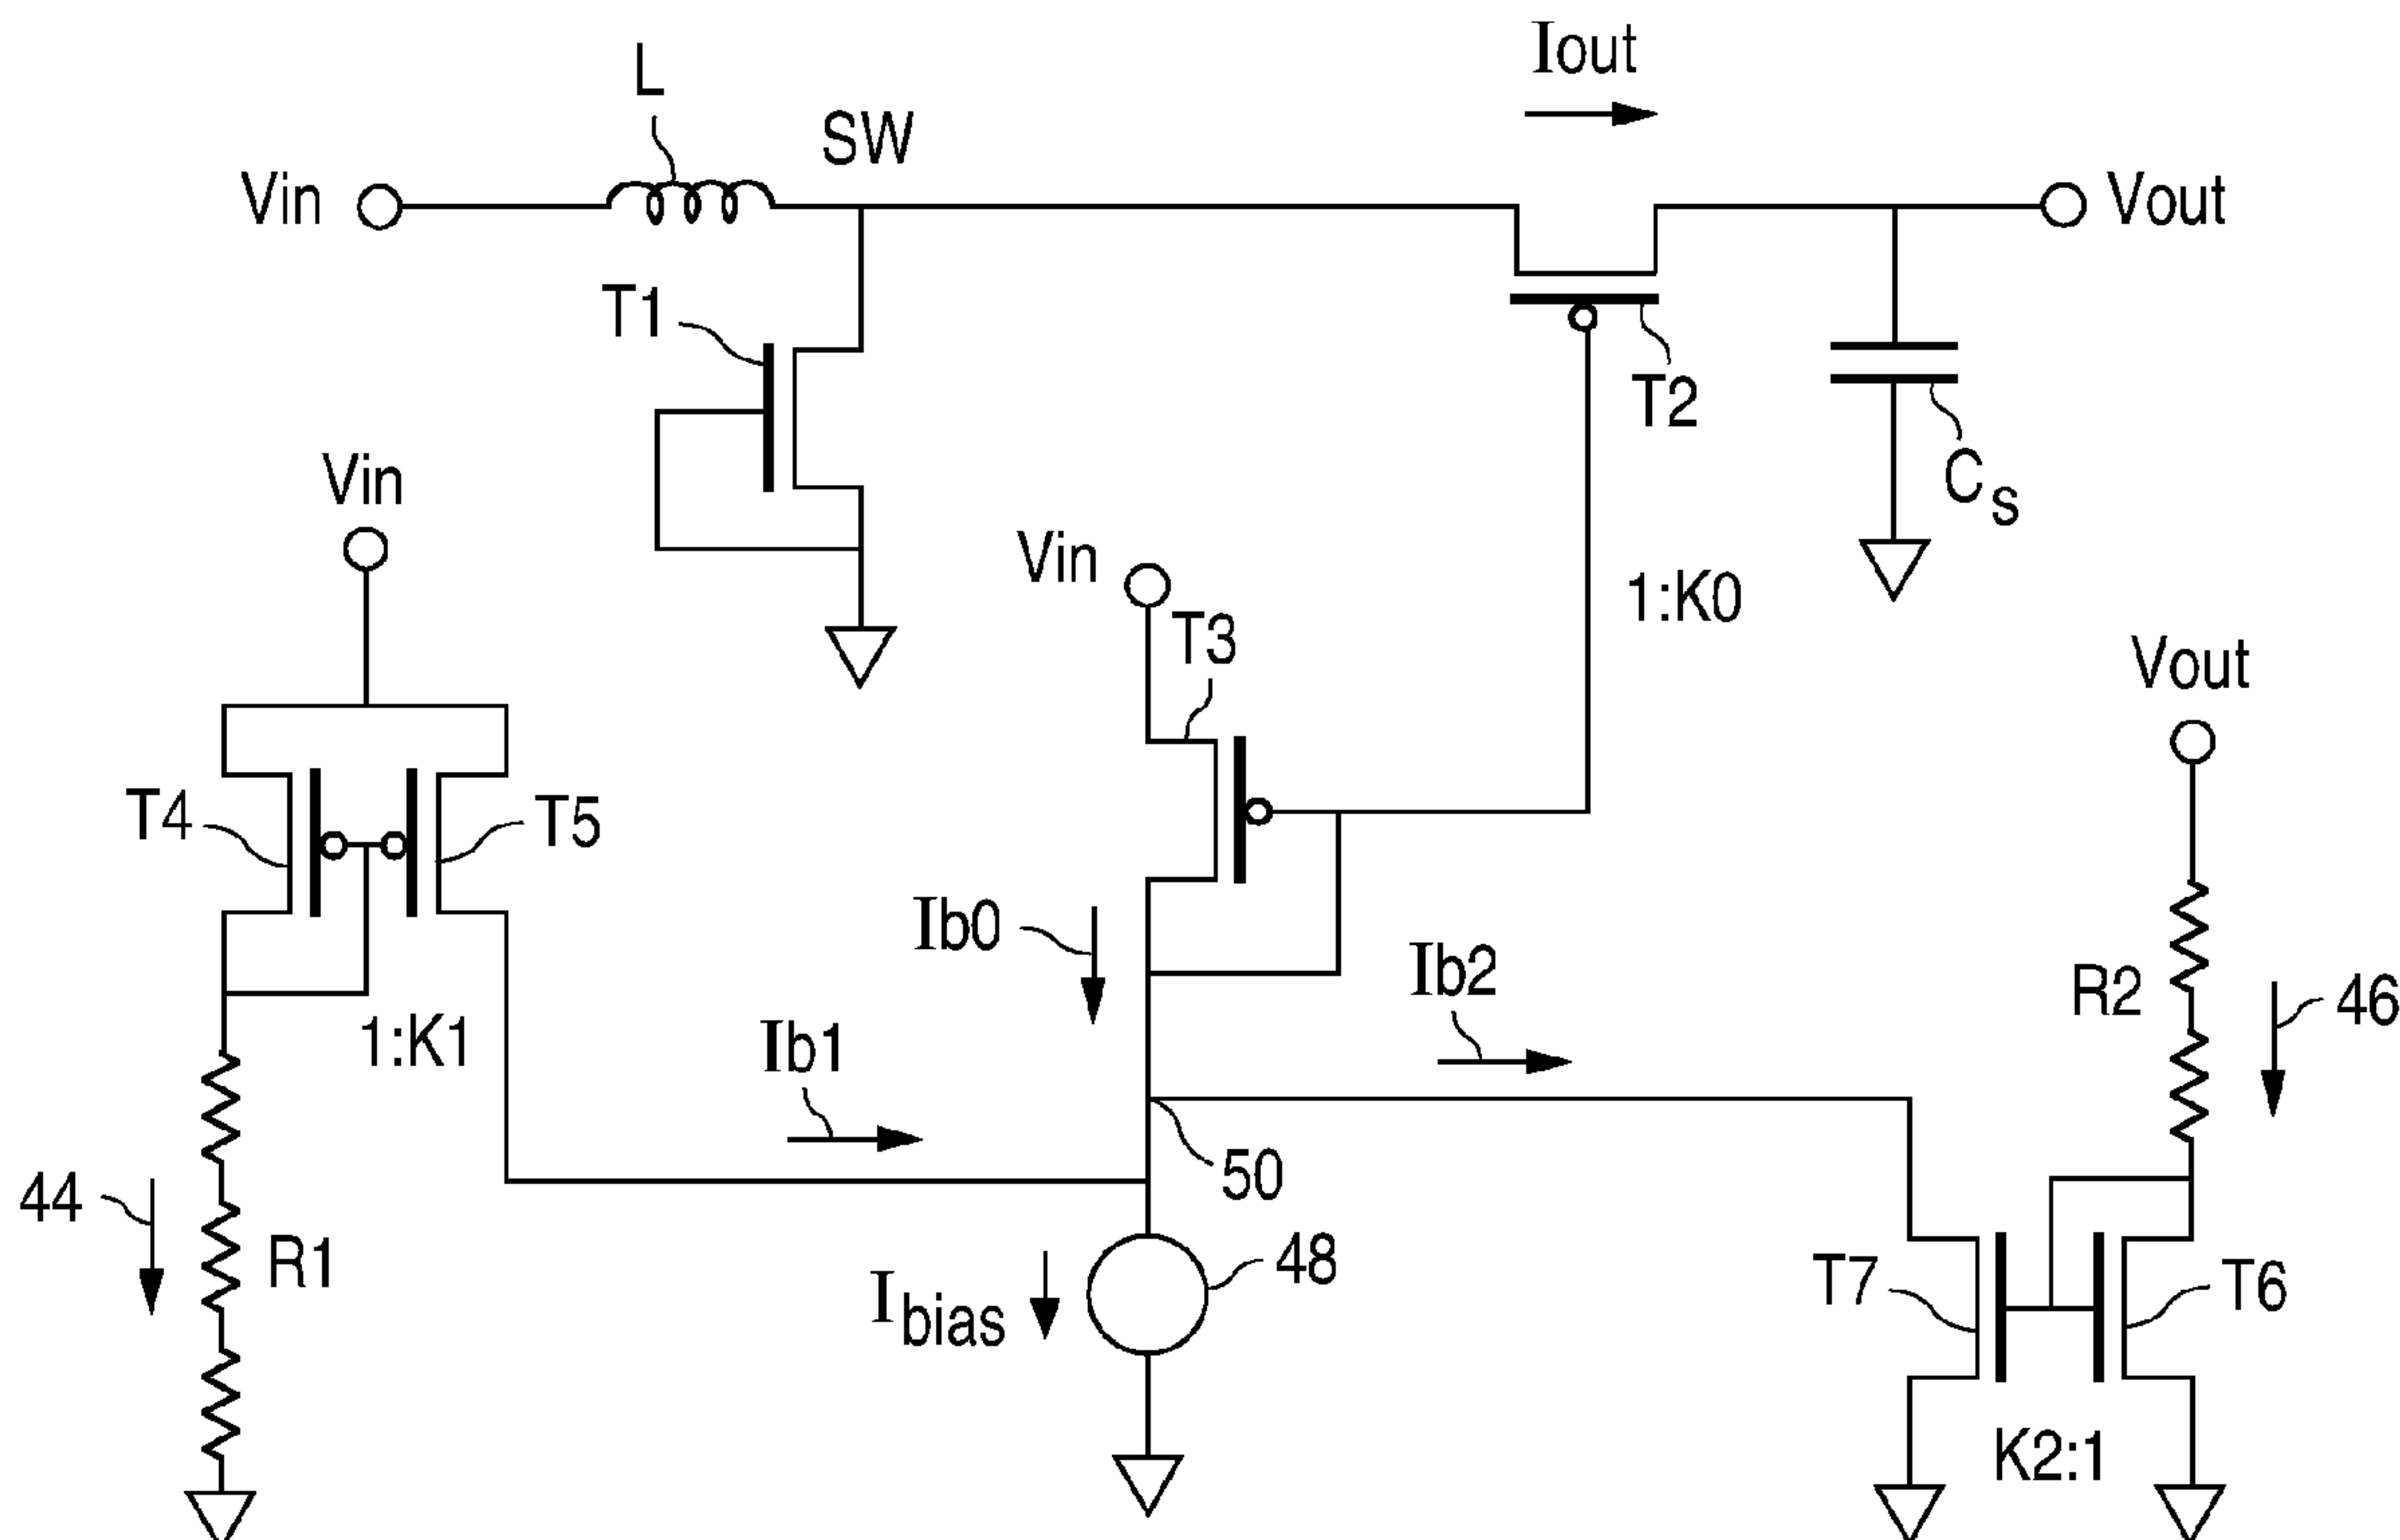 Iout
L
SW
Vin
Vout
T1
T2
Cs
Vin
Vin
T3
1:K0
Vout
T4
T5
Ib0
Ib2
R2
46
1:K1
Ib1
44
50
R1
48
Ibias
T7
T6
K2:1